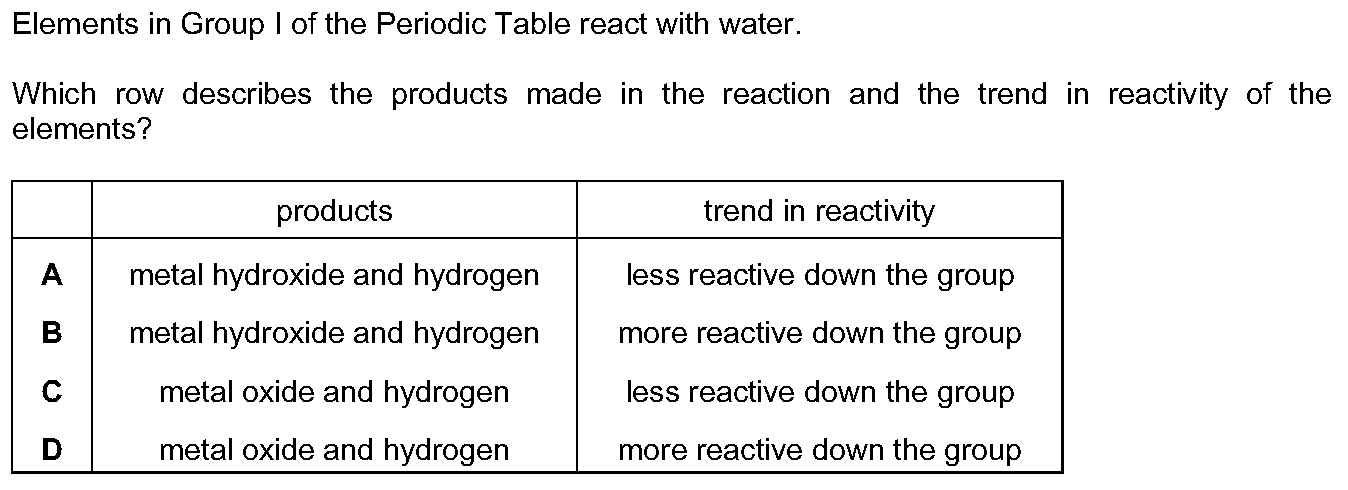 Elements in Group I of the Periodic Table react with water.
Which row describes the products made in the reaction and the trend in reactivity of the
elements?
products trend in reactivity
A metal hydroxide and hydrogen less reactive down the group
B metal hydroxide and hydrogen more reactive down the group
C metal oxide and hydrogen less reactive down the group
D metal oxide and hydrogen more reactive down the group